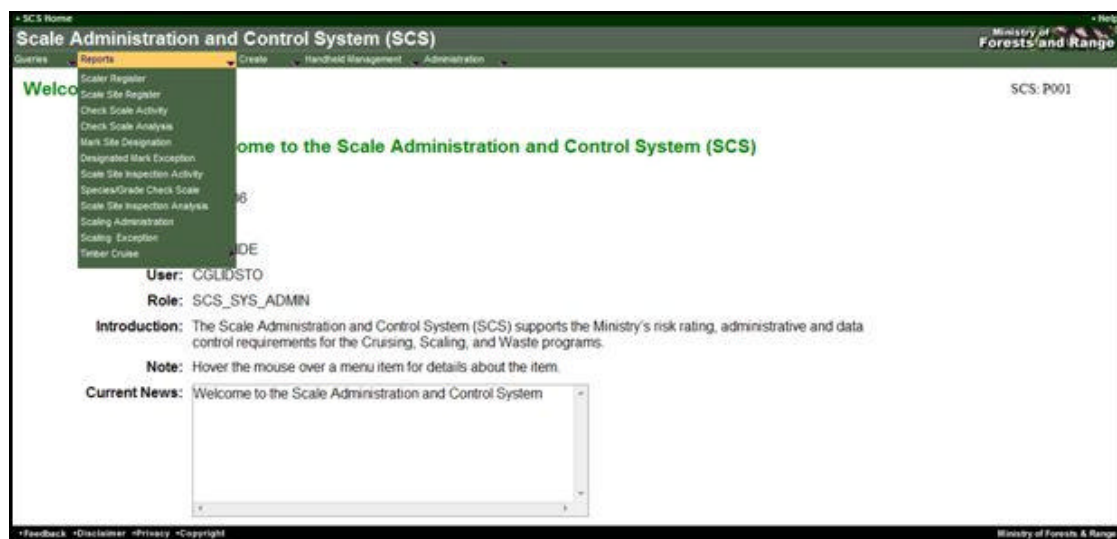 SCS Home
Help
Scale Administration and Control System (SCS)
Ministry of
Forests and Range
Queries Reports Create Handheld Management Administration
Scaler Register
Scale Site Register
Check Scale Activity
Check Scale Analysis
Mark Site Designation
Designated Mark Exception
Scale Site Inspection Activity
Species/Grade Check Scale
Scale Site Inspection Analysis
Scaling Administration
Scaling Exception
Timber Cruise
Welco
SCS: P001
ome to the Scale Administration and Control System (SCS)
06
IDE
User: CGLIDSTO
Role: SCS_SYS_ADMIN
Introduction: The Scale Administration and Control System (SCS) supports the Ministry's risk rating, administrative and data
control requirements for the Cruising, Scaling, and Waste programs.
Note: Hover the mouse over a menu item for details about the item.
Current News: Welcome to the Scale Administration and Control System
Feedback Disclaimer Privacy Copyright
Ministry of Forests & Range